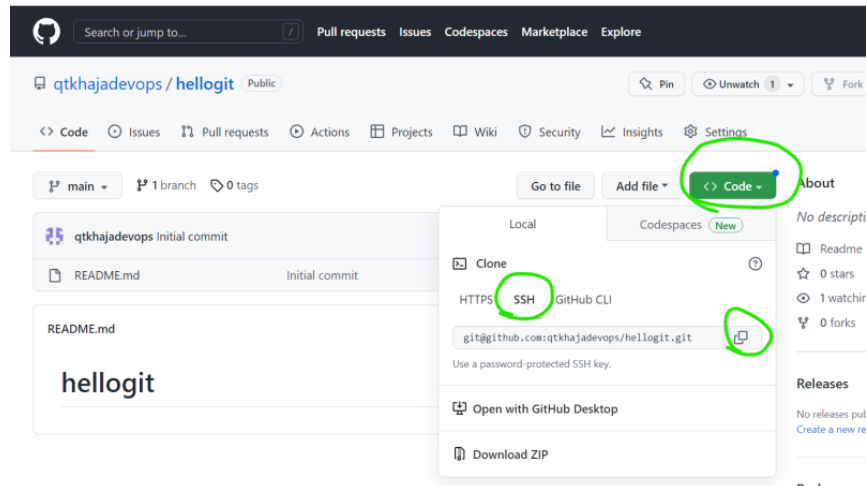 Search or jump to... / Pull requests Issues Codespaces Marketplace Explore
qtkhajadevops / hellogit Public Pin Unwatch 1 Fork
<> Code Issues Pull requests Actions Projects Wiki Security Insights Settings
main 1 branch 0 tags Go to file Add file <> Code About
Local Codespaces New No descripti
qtkhajadevops Initial commit
Clone ? Readme
README.md Initial commit 0 stars
HTTPS SSH GitHub CLI 1 watchin
README.md git@github.com:qtkhajadevops/hellogit.git 0 forks
Use a password-protected SSH key.
hellogit Releases
Open with GitHub Desktop No releases pub
Create a new re
Download ZIP